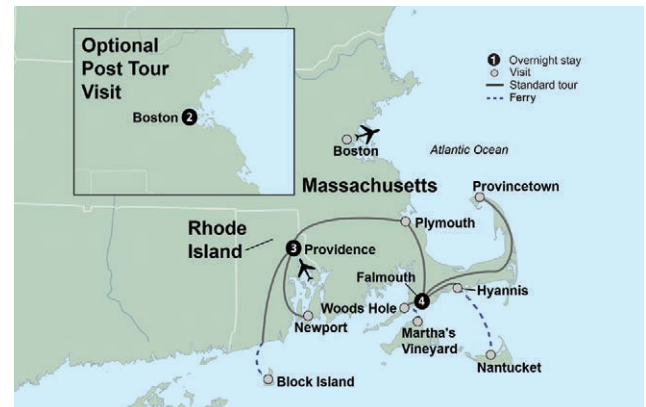 Optional
Post Tour
Visit
Boston 2
1 Overnight stay
Visit
Standard tour
Ferry
Boston
Atlantic Ocean
Massachusetts
Provincetown
Plymouth
Rhode
Island
3 Providence
Falmouth
4
Hyannis
Woods Hole
Newport
Martha's
Vineyard
Nantucket
Block Island